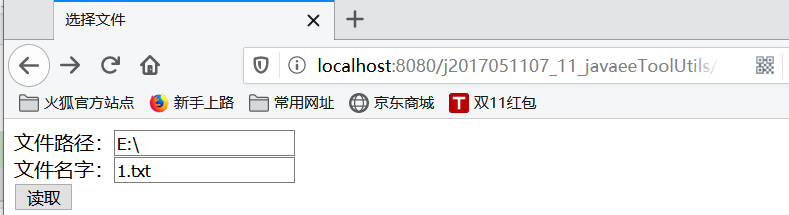 选择文件
localhost:8080/j2017051107_11_javaeeToolUtils/
火狐官方站点 新手上路 常用网址 京东商城 T 双11红包
文件路径： E:\
文件名字： 1.txt
读取